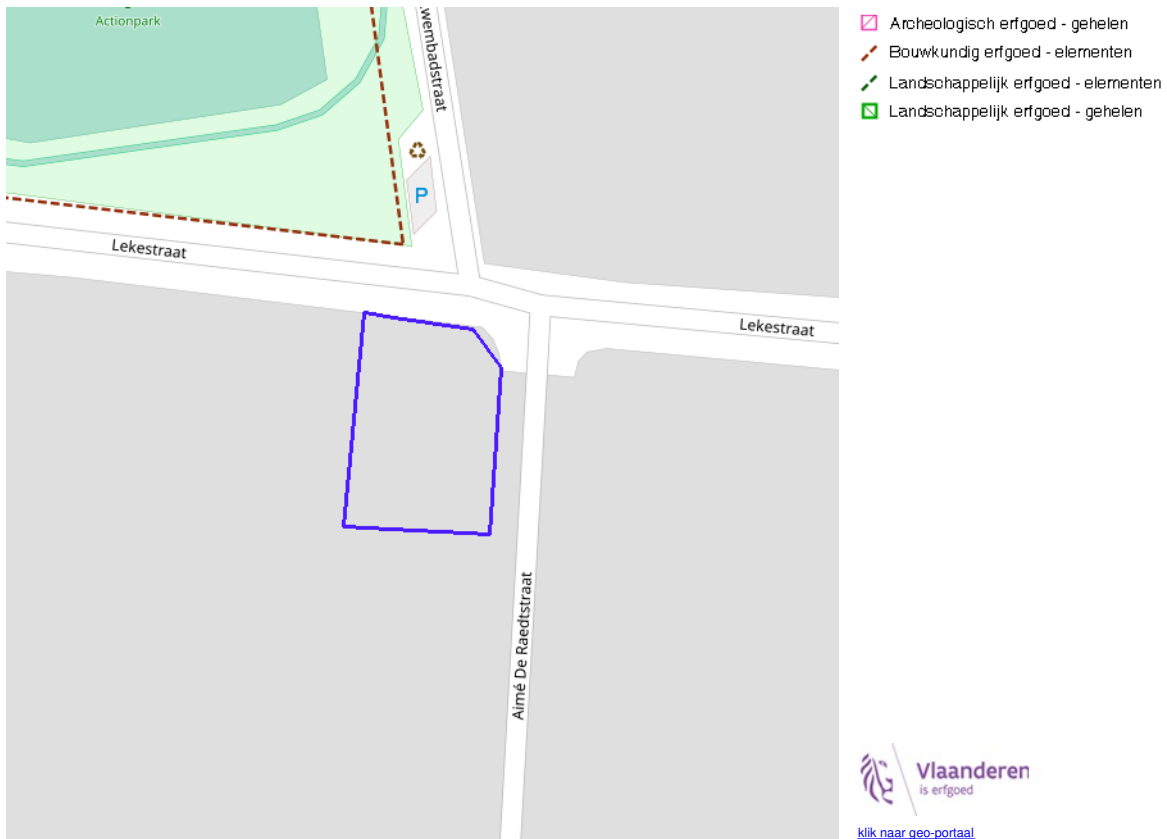 Actionpark
wembadstraat
P
Lekestraat
Lekestraat
Aimé De Raedtstraat
Archeologisch erfgoed - gehelen
Bouwkundig erfgoed - elementen
Landschappelijk erfgoed - elementen
Landschappelijk erfgoed - gehelen
Vlaanderen
is erfgoed
klik naar geo-portaal